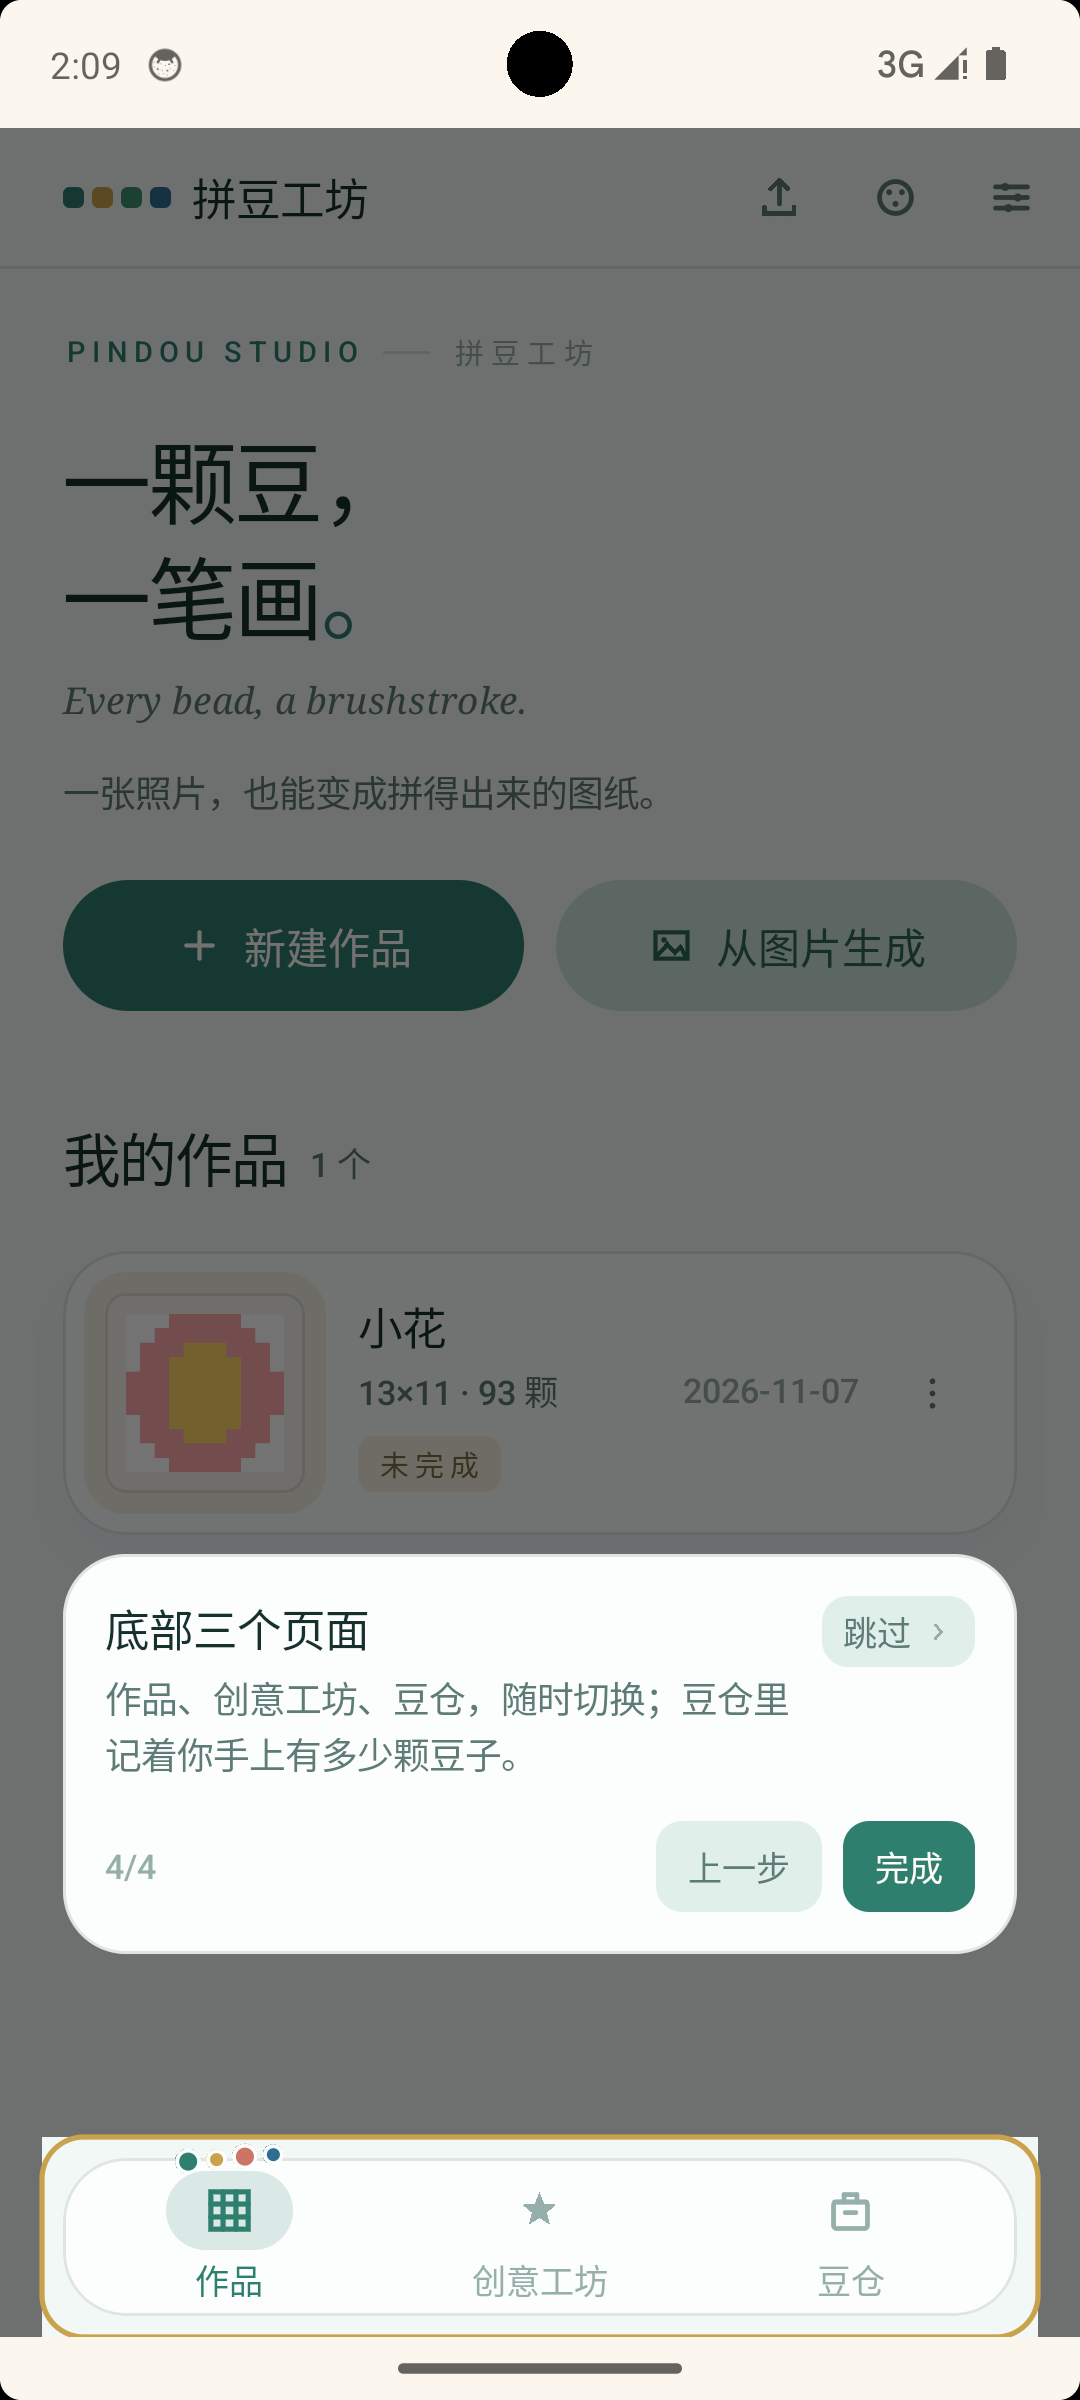 2:09
3G
拼豆工坊
PINDOU STUDIO 拼豆工坊
一颗豆，
一笔画。
Every bead, a brushstroke.
一张照片，也能变成拼得出来的图纸。
新建作品
从图片生成
我的作品 1 个
小花
13×11 · 93 颗
2026-11-07
未完成
底部三个页面
跳过
作品、创意工坊、豆仓，随时切换；豆仓里
记着你手上有多少颗豆子。
4/4
上一步
完成
作品
创意工坊
豆仓